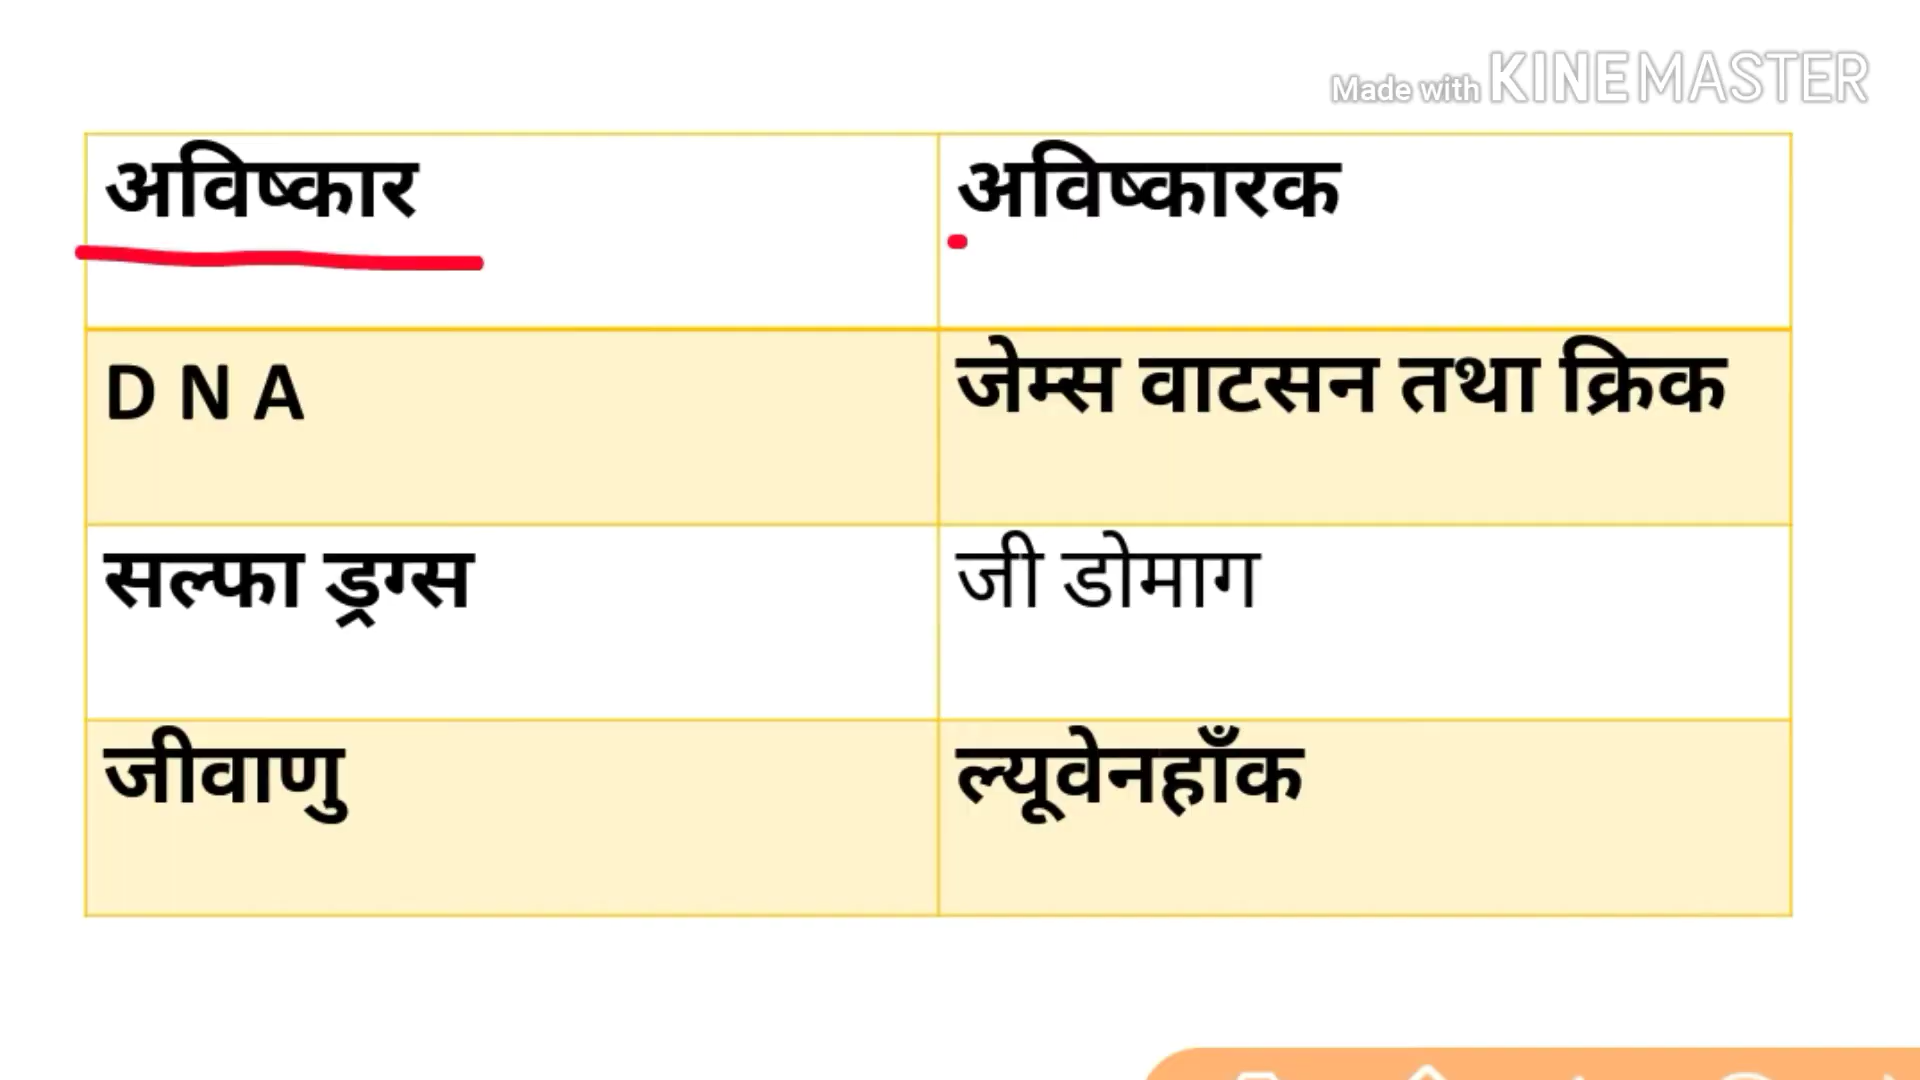 Made with KINEMASTER
अविष्कार अविष्कारक
D N A जेम्स वाटसन तथा क्रिक
सल्फा ड्रग्स जी डोमाग
जीवाणु ल्यूवेनहाँक